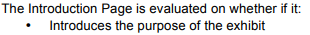 The Introduction Page is evaluated on whether if it:
• Introduces the purpose of the exhibit